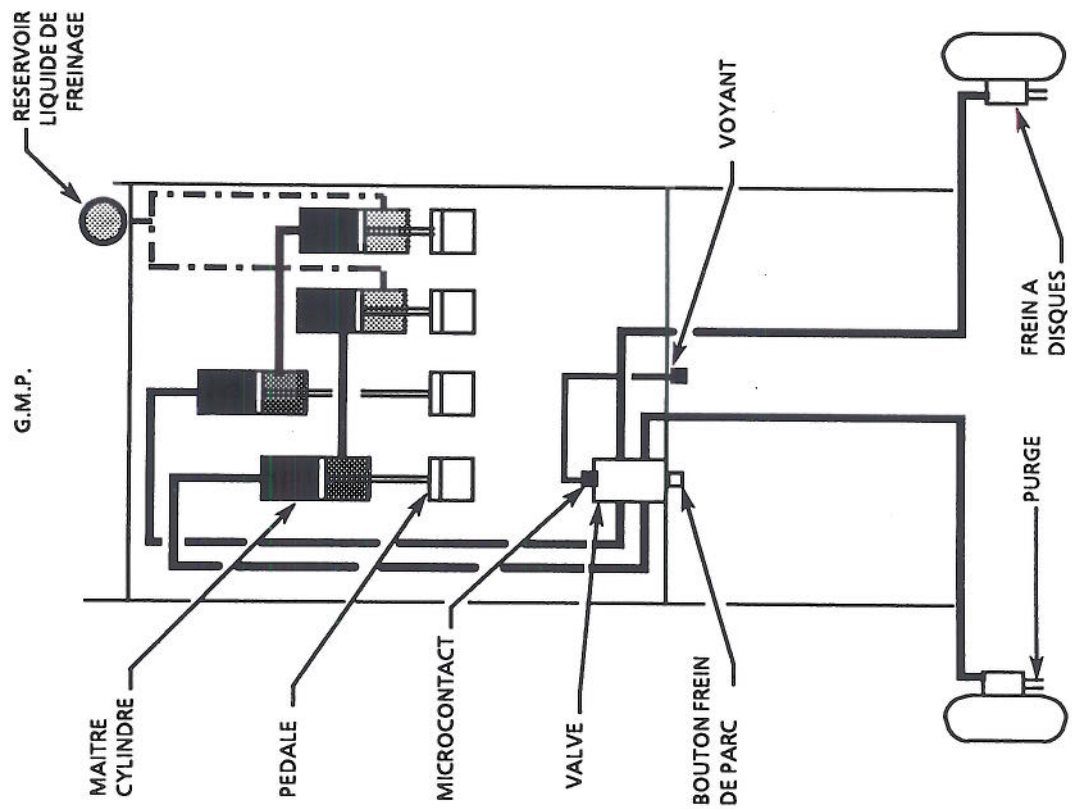 RESERVOIR
LIQUIDE DE
FREINAGE
G.M.P.
VOYANT
FREIN A
DISQUES
PURGE
MAITRE
CYLINDRE
PEDALE
MICROCONTACT
VALVE
BOUTON FREIN
DE PARC